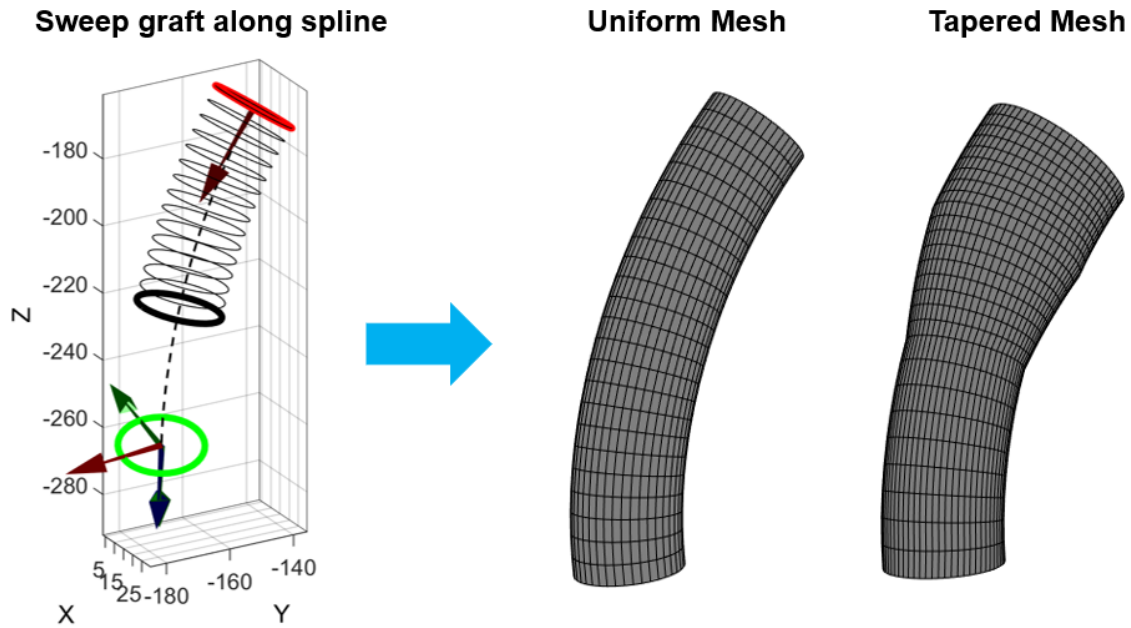 Sweep graft along spline
Uniform Mesh
Tapered Mesh
-180
-200
-220
-240
-260
-280
Z
5
15
25
-180
-160
-140
X
Y